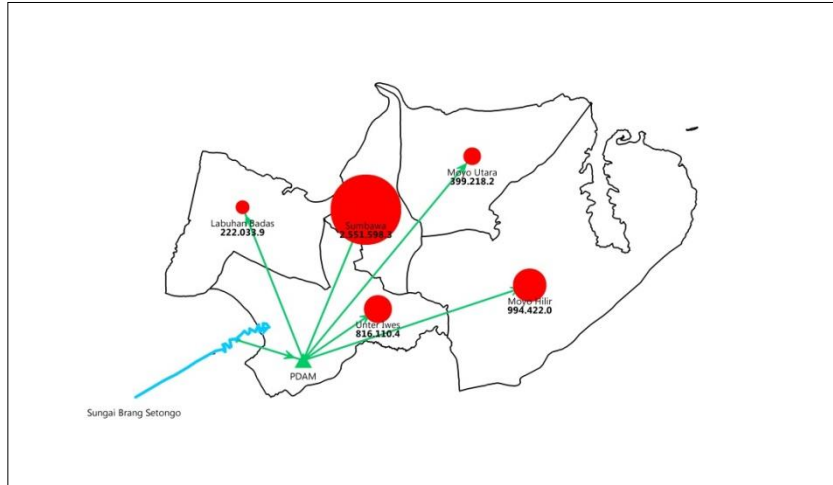 Moyo Utara
399.218.2
Labuhan Badas
222.033.9
Sumbawa
2.551.598.3
Moyo Hilir
994.422.0
Unter Iwes
816.110.4
PDAM
Sungai Brang Setongo